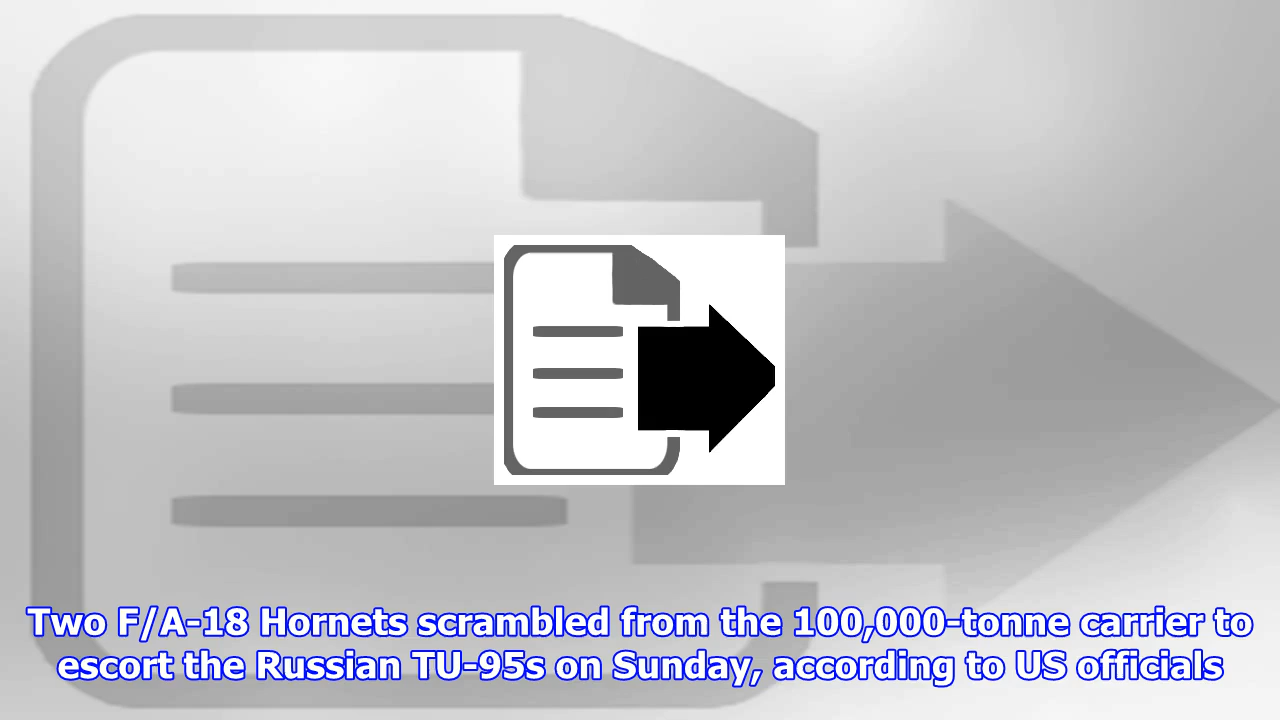 Two F/A-18 Hornets scrambled from the 100,000-tonne carrier to
escort the Russian TU-95s on Sunday, according to US officials